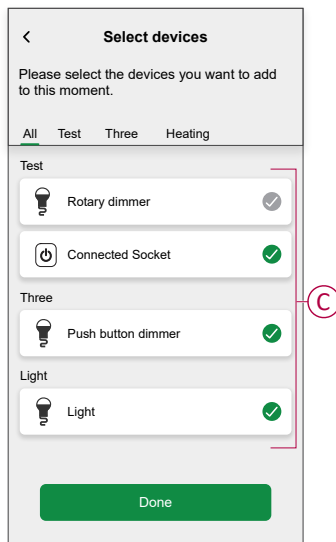 Select devices
Please select the devices you want to add
to this moment.
All Test Three Heating
Test
Rotary dimmer
Connected Socket
Three
Push button dimmer
Light
Light
Done
C